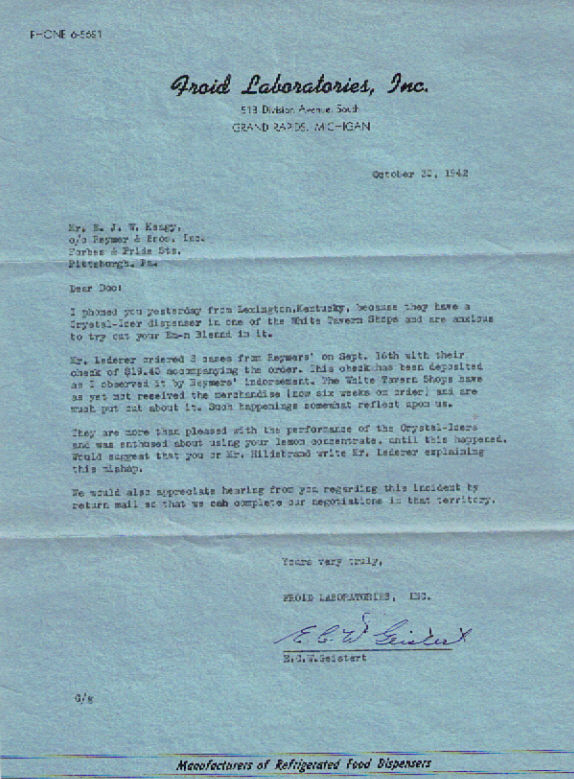 PHONE 6-5691
Froid Laboratories, Inc.
518 Division Avenue, South
GRAND RAPIDS, MICHIGAN
October 30, 1942
Mr. J. W. Keagy,
c/o Reymer & Bros. Inc.
Forbes & Pride Sts.
Pittsburgh, Pa.
Dear Doc:
I phoned you yesterday from Lexington,Kentucky, because they have a
Crystal-Icer dispenser in one of the White Tavern Shops and are anxious
to try out your Blennd in it.
Mr. Lederer ordered 3 cases from Reymers' on Sept. 16th with their
check of $19.43 accompanying the order. This check has been deposited
as I observed it by Reymers' indorsement. The White Tavern Shops have
as yet not received the merchandise (now six weeks on order) and are
much put out about it. Such happenings somewhat reflect upon us.
They are more than pleased with the performance of the Crystal-Icers
and was enthused about using your lemon concentrate, until this happened.
Would suggest that you or Mr. Hildebrand write Mr. Lederer explaining
this mishap.
We would also appreciate hearing from you regarding this incident by
return mail so that we can complete our negotiations in that territory.
Yours very truly,
FROID LABORATORIES, INC.
E.C.W. Geistert
E.C.W.Geistert
G/g
Manufacturers of Refrigerated Food Dispensers